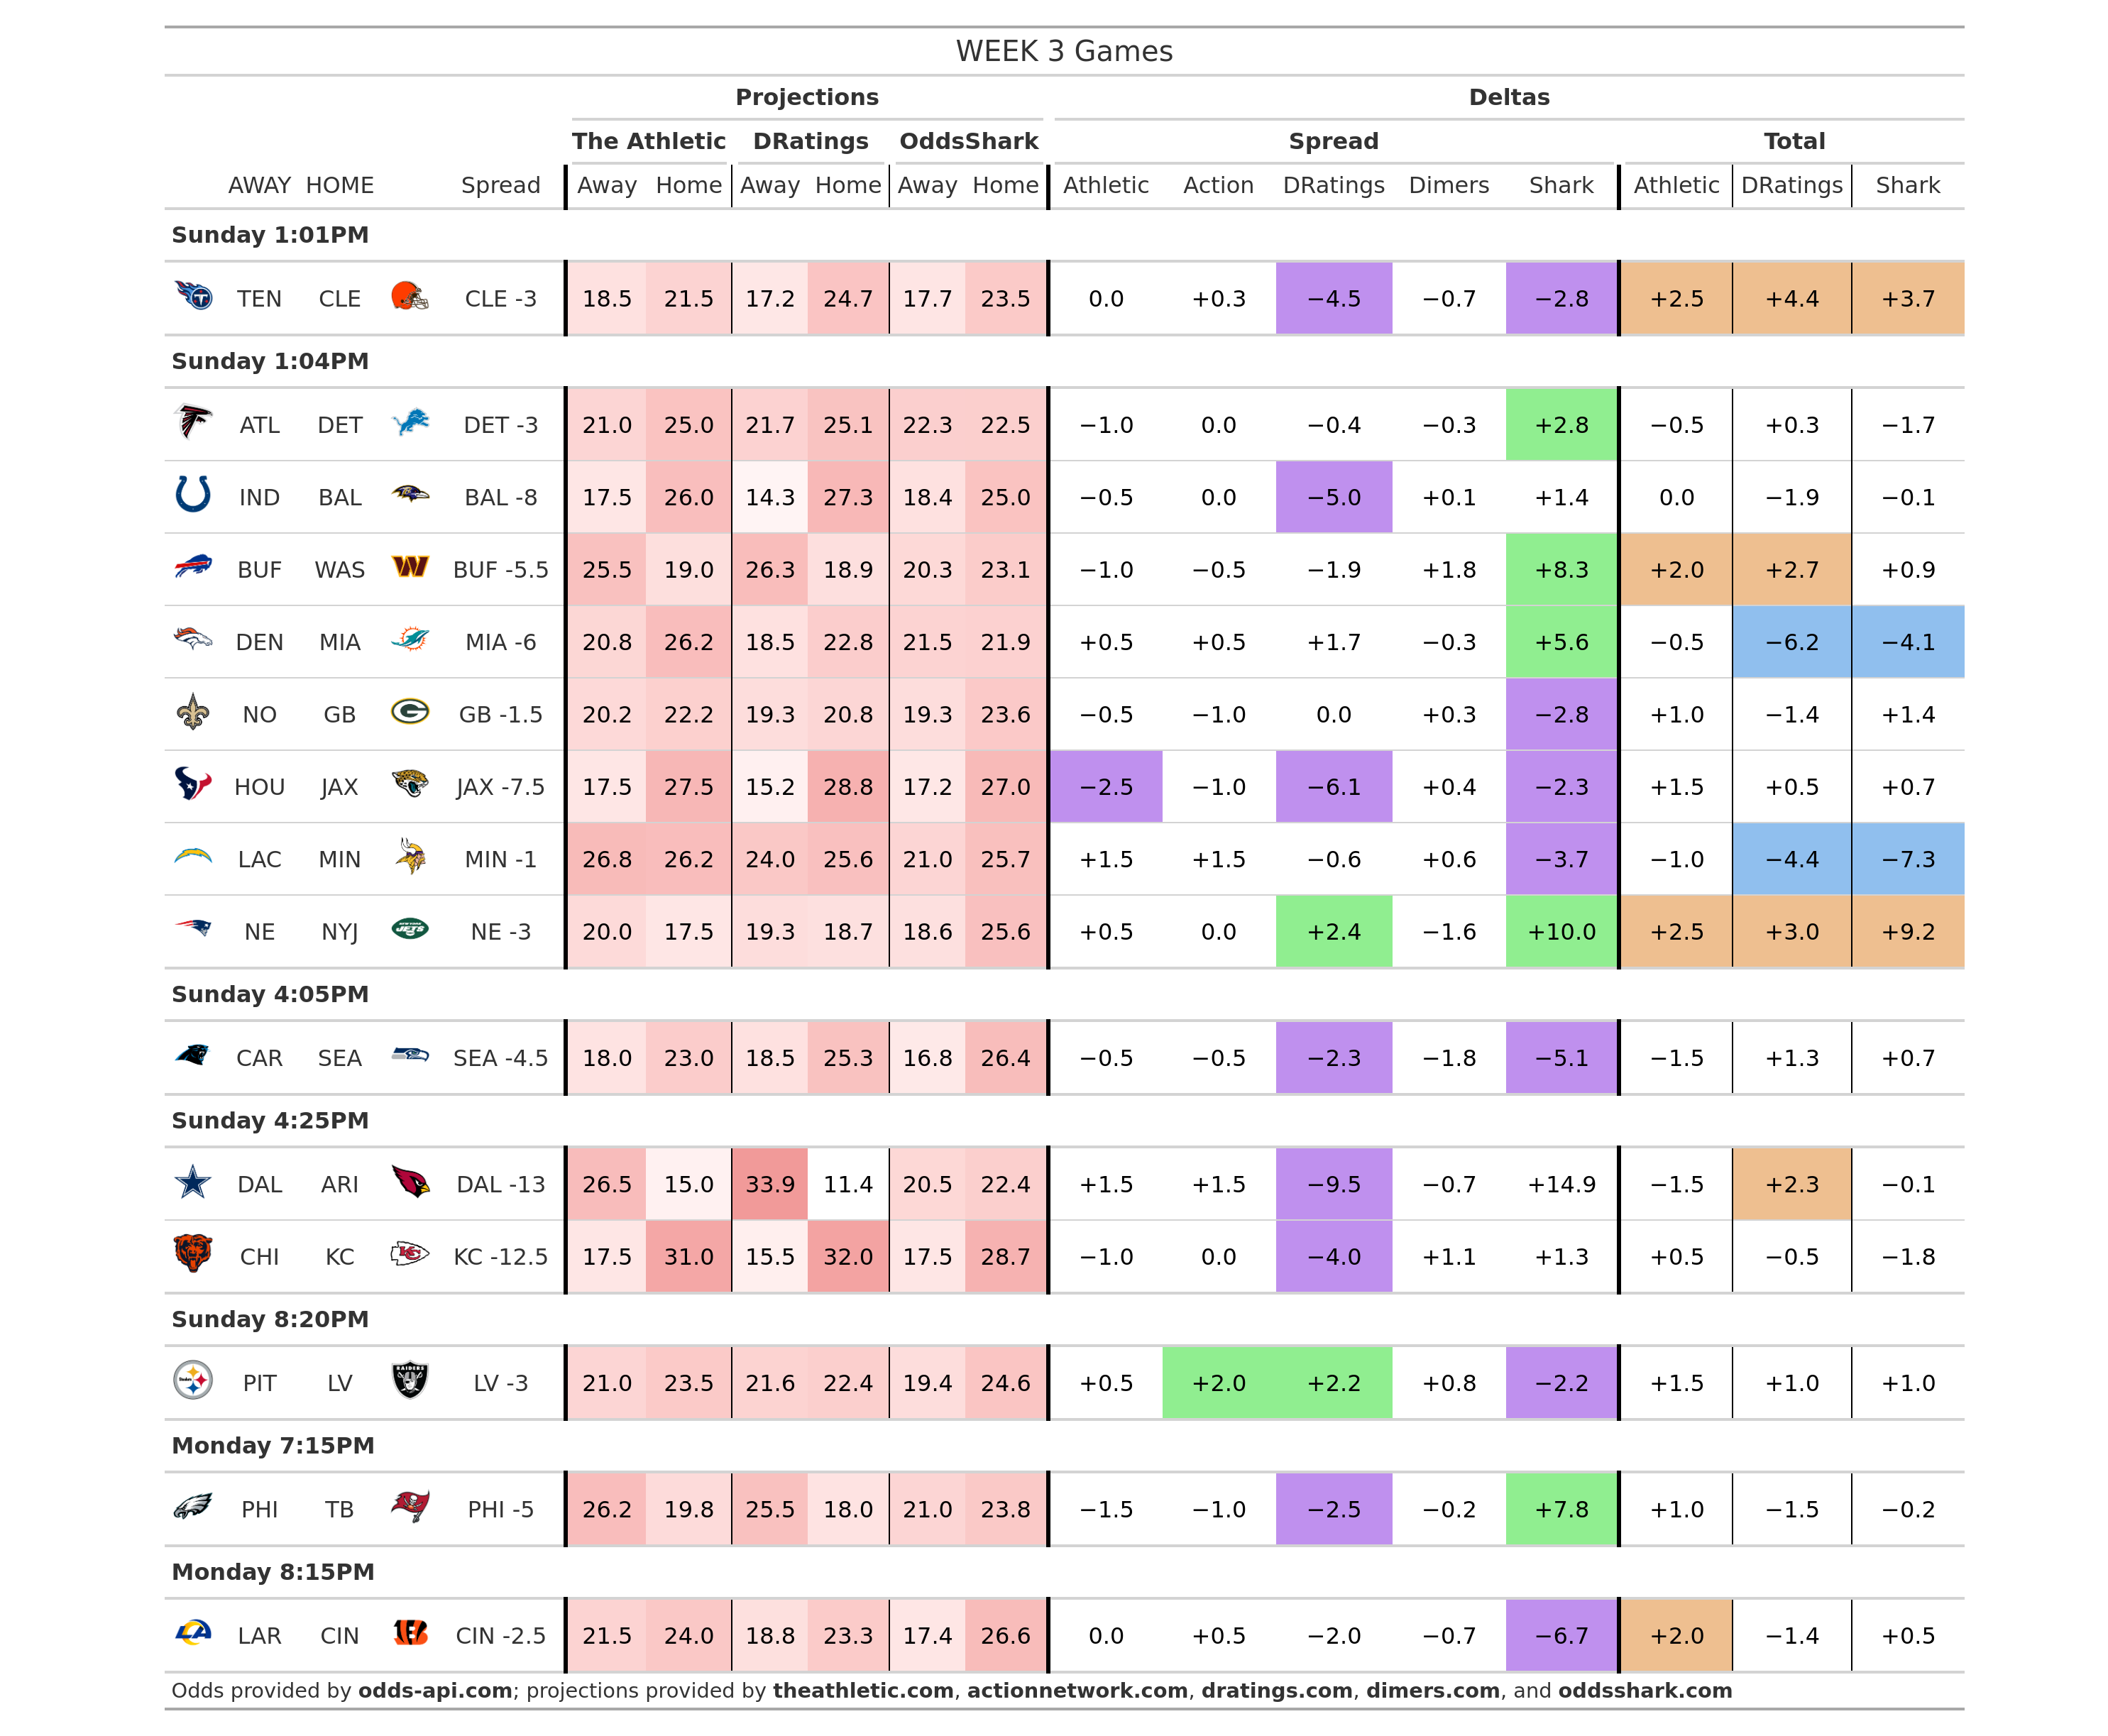 WEEK 3 Games
Projections Deltas
The Athletic DRatings OddsShark Spread Total
AWAY HOME Spread Away Home Away Home Away Home Athletic Action DRatings Dimers Shark Athletic DRatings Shark
Sunday 1:01PM
TEN CLE CLE -3 18.5 21.5 17.2 24.7 17.7 23.5 0.0 +0.3 −4.5 −0.7 −2.8 +2.5 +4.4 +3.7
Sunday 1:04PM
ATL DET DET -3 21.0 25.0 21.7 25.1 22.3 22.5 −1.0 0.0 −0.4 −0.3 +2.8 −0.5 +0.3 −1.7
IND BAL BAL -8 17.5 26.0 14.3 27.3 18.4 25.0 −0.5 0.0 −5.0 +0.1 +1.4 0.0 −1.9 −0.1
BUF WAS BUF -5.5 25.5 19.0 26.3 18.9 20.3 23.1 −1.0 −0.5 −1.9 +1.8 +8.3 +2.0 +2.7 +0.9
DEN MIA MIA -6 20.8 26.2 18.5 22.8 21.5 21.9 +0.5 +0.5 +1.7 −0.3 +5.6 −0.5 −6.2 −4.1
NO GB GB -1.5 20.2 22.2 19.3 20.8 19.3 23.6 −0.5 −1.0 0.0 +0.3 −2.8 +1.0 −1.4 +1.4
HOU JAX JAX -7.5 17.5 27.5 15.2 28.8 17.2 27.0 −2.5 −1.0 −6.1 +0.4 −2.3 +1.5 +0.5 +0.7
LAC MIN MIN -1 26.8 26.2 24.0 25.6 21.0 25.7 +1.5 +1.5 −0.6 +0.6 −3.7 −1.0 −4.4 −7.3
NE NYJ NE -3 20.0 17.5 19.3 18.7 18.6 25.6 +0.5 0.0 +2.4 −1.6 +10.0 +2.5 +3.0 +9.2
Sunday 4:05PM
CAR SEA SEA -4.5 18.0 23.0 18.5 25.3 16.8 26.4 −0.5 −0.5 −2.3 −1.8 −5.1 −1.5 +1.3 +0.7
Sunday 4:25PM
DAL ARI DAL -13 26.5 15.0 33.9 11.4 20.5 22.4 +1.5 +1.5 −9.5 −0.7 +14.9 −1.5 +2.3 −0.1
CHI KC KC -12.5 17.5 31.0 15.5 32.0 17.5 28.7 −1.0 0.0 −4.0 +1.1 +1.3 +0.5 −0.5 −1.8
Sunday 8:20PM
PIT LV LV -3 21.0 23.5 21.6 22.4 19.4 24.6 +0.5 +2.0 +2.2 +0.8 −2.2 +1.5 +1.0 +1.0
Monday 7:15PM
PHI TB PHI -5 26.2 19.8 25.5 18.0 21.0 23.8 −1.5 −1.0 −2.5 −0.2 +7.8 +1.0 −1.5 −0.2
Monday 8:15PM
LAR CIN CIN -2.5 21.5 24.0 18.8 23.3 17.4 26.6 0.0 +0.5 −2.0 −0.7 −6.7 +2.0 −1.4 +0.5
Odds provided by odds-api.com; projections provided by theathletic.com, actionnetwork.com, dratings.com, dimers.com, and oddsshark.com